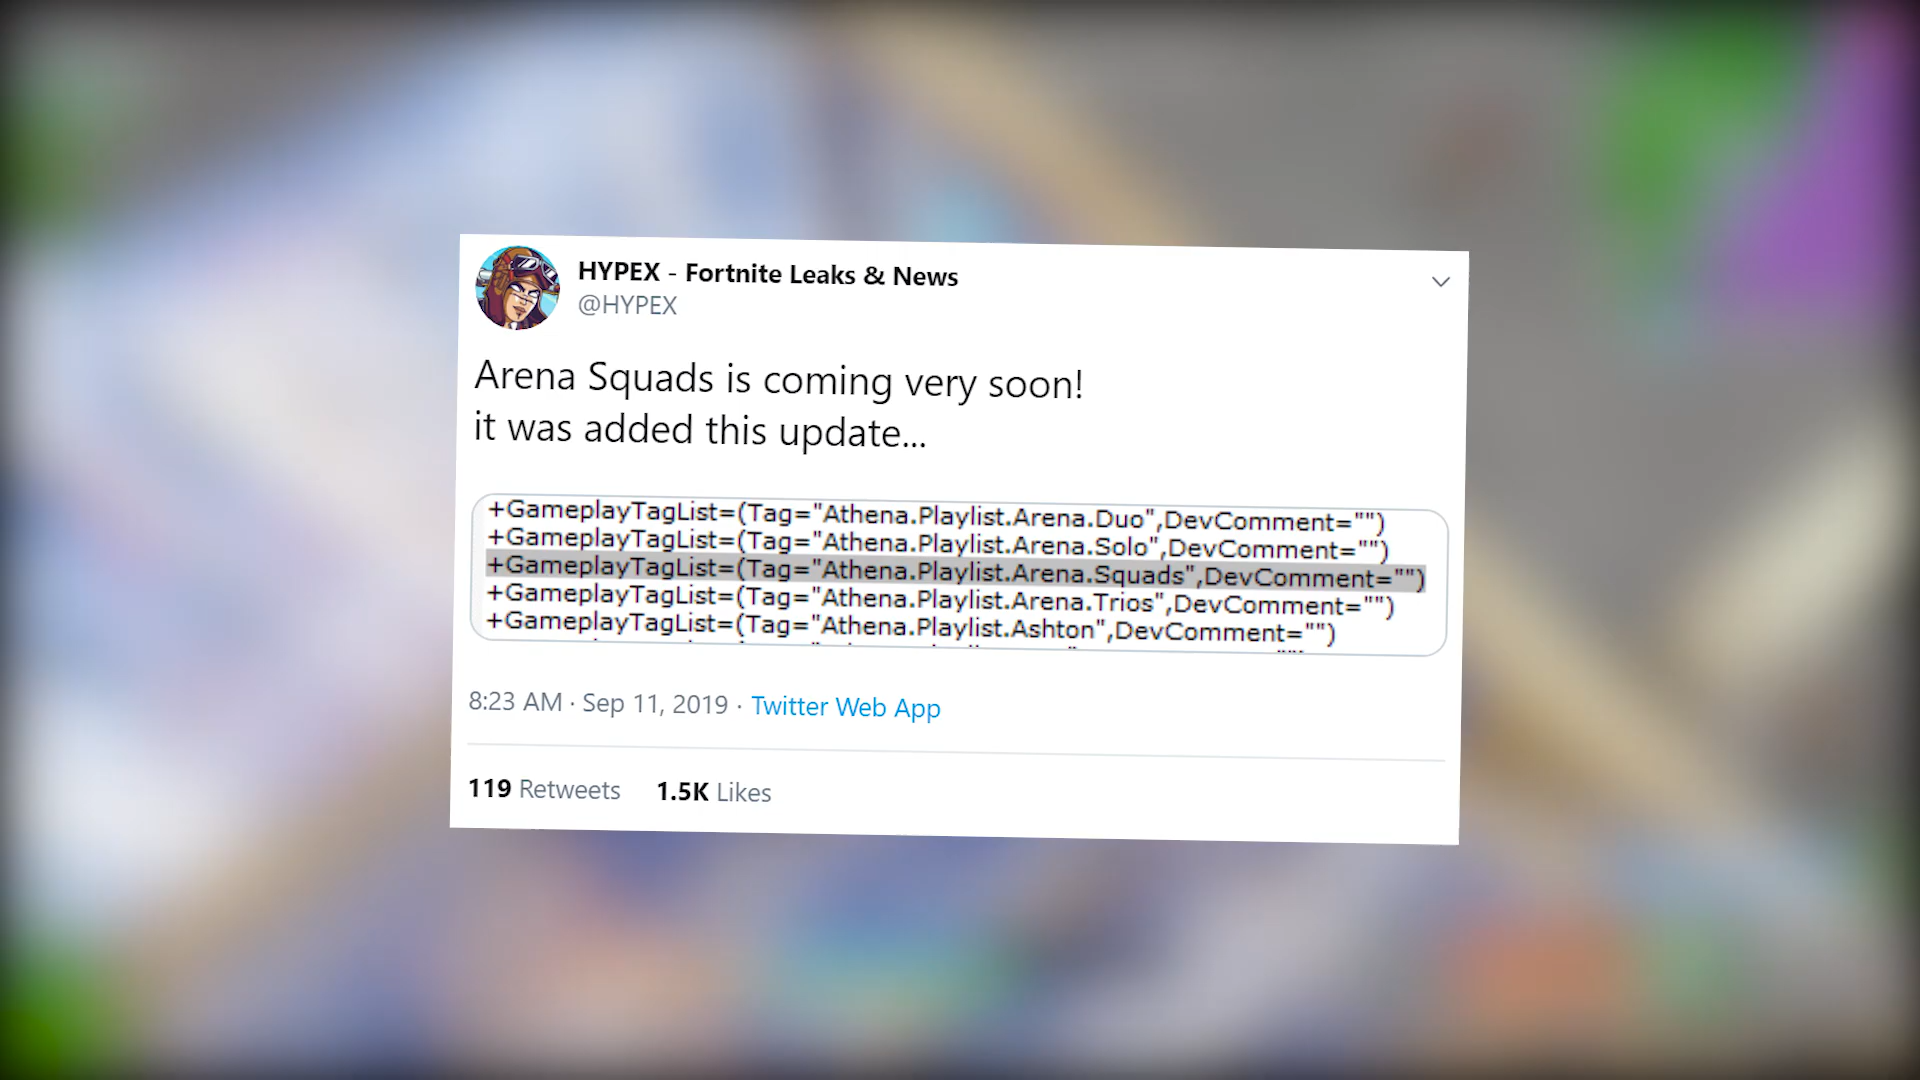 HYPEX - Fortnite Leaks & News
@HYPEX
Arena Squads is coming very soon!
it was added this update...
+GameplayTagList=(Tag="Athena.Playlist.Arena.Duo",DevComment="")
+GameplayTagList=(Tag="Athena.Playlist.Arena.Solo",DevComment="")
+GameplayTagList=(Tag="Athena.Playlist.Arena.Squads",DevComment="")
+GameplayTagList=(Tag="Athena.Playlist.Arena.Trios",DevComment="")
+GameplayTagList=(Tag="Athena.Playlist.Ashton",DevComment="")
8:23 AM · Sep 11, 2019 · Twitter Web App
119 Retweets 1.5K Likes